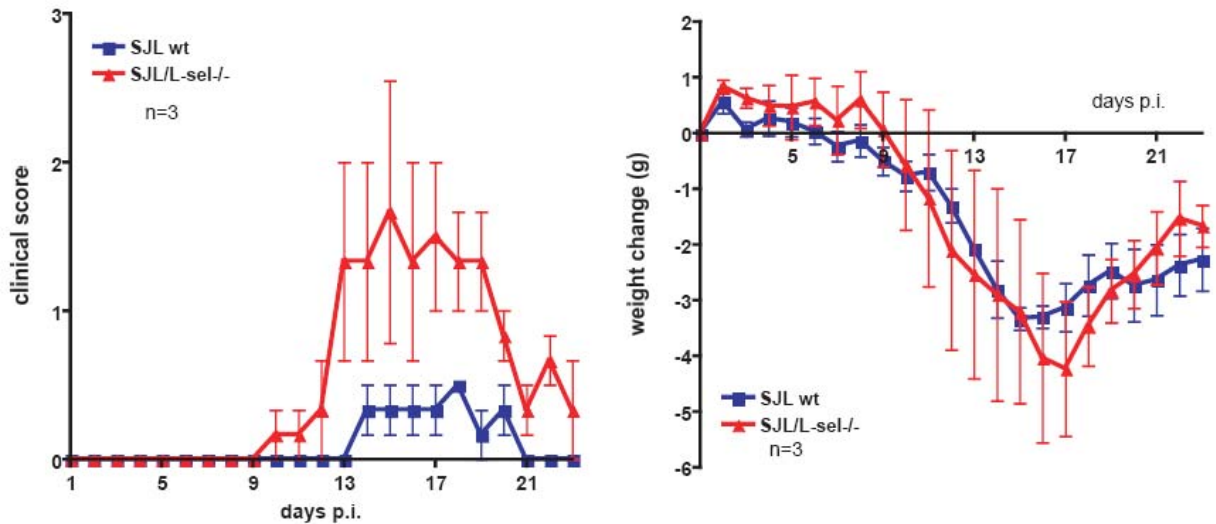 3
2
1
0
clinical score
SJL wt
SJL/L-sel-/-
n=3
1
5
9
13
17
21
days p.i.
2
1
0
-1
-2
-3
-4
-5
-6
weight change (g)
days p.i.
5
9
13
17
21
SJL wt
SJL/L-sel-/-
n=3